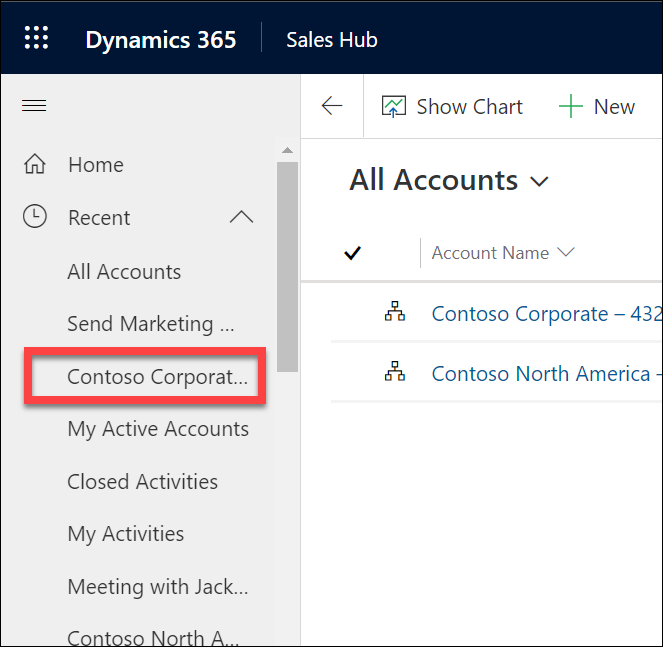 Dynamics 365 Sales Hub
Show Chart New
Home
Recent
All Accounts
Send Marketing ...
Contoso Corporat...
My Active Accounts
Closed Activities
My Activities
Meeting with Jack...
Contoso North A...
All Accounts
Account Name
Contoso Corporate – 432
Contoso North America -